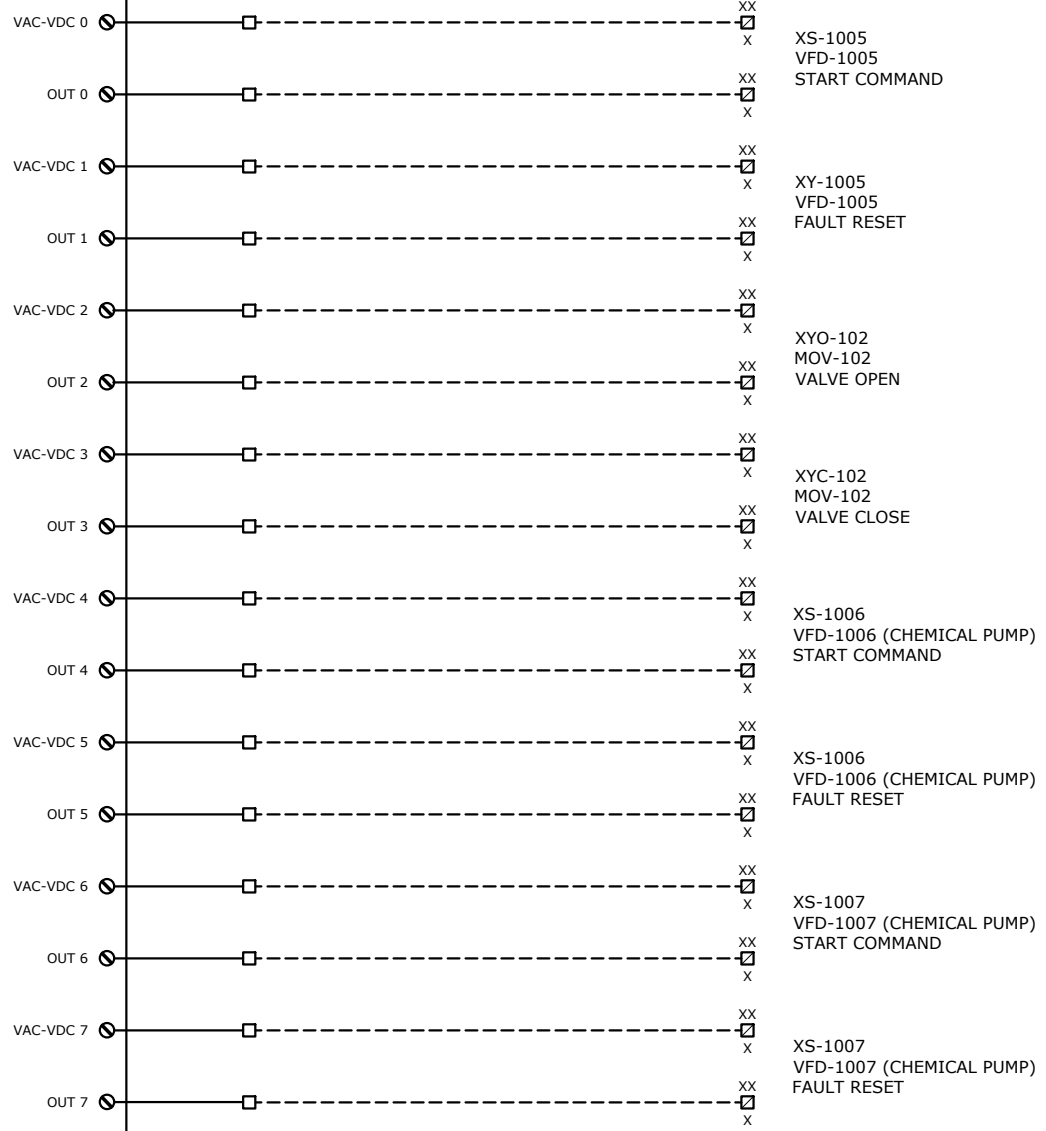 XX
VAC-VDC 0
X
XS-1005
VFD-1005
START COMMAND
XX
OUT 0
X
XX
VAC-VDC 1
X
XY-1005
VFD-1005
FAULT RESET
XX
OUT 1
X
XX
VAC-VDC 2
X
XYO-102
MOV-102
VALVE OPEN
XX
OUT 2
X
XX
VAC-VDC 3
X
XYC-102
MOV-102
VALVE CLOSE
XX
OUT 3
X
XX
VAC-VDC 4
X
XS-1006
VFD-1006 (CHEMICAL PUMP)
START COMMAND
XX
OUT 4
X
XX
VAC-VDC 5
X
XS-1006
VFD-1006 (CHEMICAL PUMP)
FAULT RESET
XX
OUT 5
X
XX
VAC-VDC 6
X
XS-1007
VFD-1007 (CHEMICAL PUMP)
START COMMAND
XX
OUT 6
X
XX
VAC-VDC 7
X
XS-1007
VFD-1007 (CHEMICAL PUMP)
FAULT RESET
XX
OUT 7
X